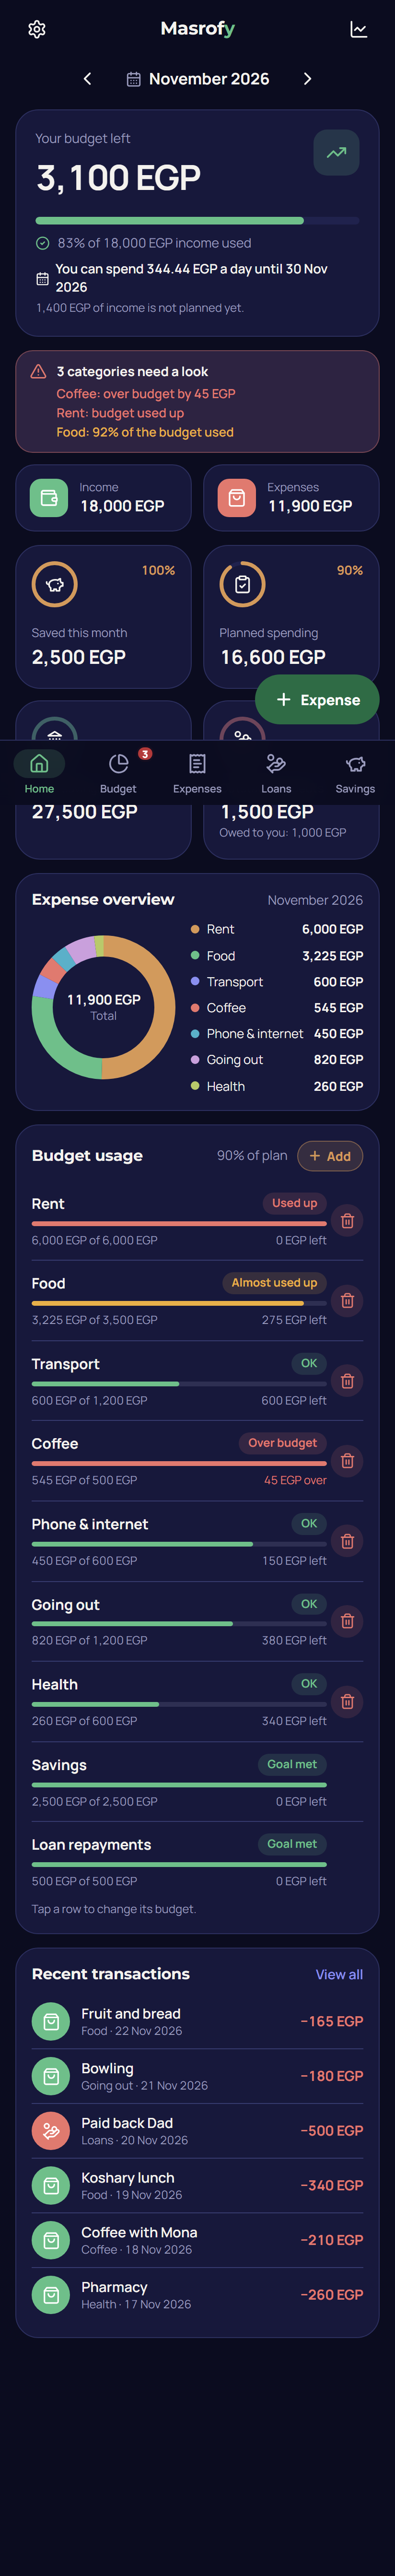 Masrofy
November 2026
Your budget left
3,100 EGP
83% of 18,000 EGP income used
You can spend 344.44 EGP a day until 30 Nov
2026
1,400 EGP of income is not planned yet.
3 categories need a look
Coffee: over budget by 45 EGP
Rent: budget used up
Food: 92% of the budget used
Income
18,000 EGP
Expenses
11,900 EGP
100%
Saved this month
2,500 EGP
90%
Planned spending
16,600 EGP
+ Expense
Home
3
Budget
Expenses
Loans
Savings
27,500 EGP
1,500 EGP
Owed to you: 1,000 EGP
Expense overview
November 2026
11,900 EGP
Total
Rent 6,000 EGP
Food 3,225 EGP
Transport 600 EGP
Coffee 545 EGP
Phone & internet 450 EGP
Going out 820 EGP
Health 260 EGP
Budget usage
90% of plan
+ Add
Rent
Used up
6,000 EGP of 6,000 EGP
0 EGP left
Food
Almost used up
3,225 EGP of 3,500 EGP
275 EGP left
Transport
OK
600 EGP of 1,200 EGP
600 EGP left
Coffee
Over budget
545 EGP of 500 EGP
45 EGP over
Phone & internet
OK
450 EGP of 600 EGP
150 EGP left
Going out
OK
820 EGP of 1,200 EGP
380 EGP left
Health
OK
260 EGP of 600 EGP
340 EGP left
Savings
Goal met
2,500 EGP of 2,500 EGP
0 EGP left
Loan repayments
Goal met
500 EGP of 500 EGP
0 EGP left
Tap a row to change its budget.
Recent transactions
View all
Fruit and bread
Food · 22 Nov 2026
−165 EGP
Bowling
Going out · 21 Nov 2026
−180 EGP
Paid back Dad
Loans · 20 Nov 2026
−500 EGP
Koshary lunch
Food · 19 Nov 2026
−340 EGP
Coffee with Mona
Coffee · 18 Nov 2026
−210 EGP
Pharmacy
Health · 17 Nov 2026
−260 EGP